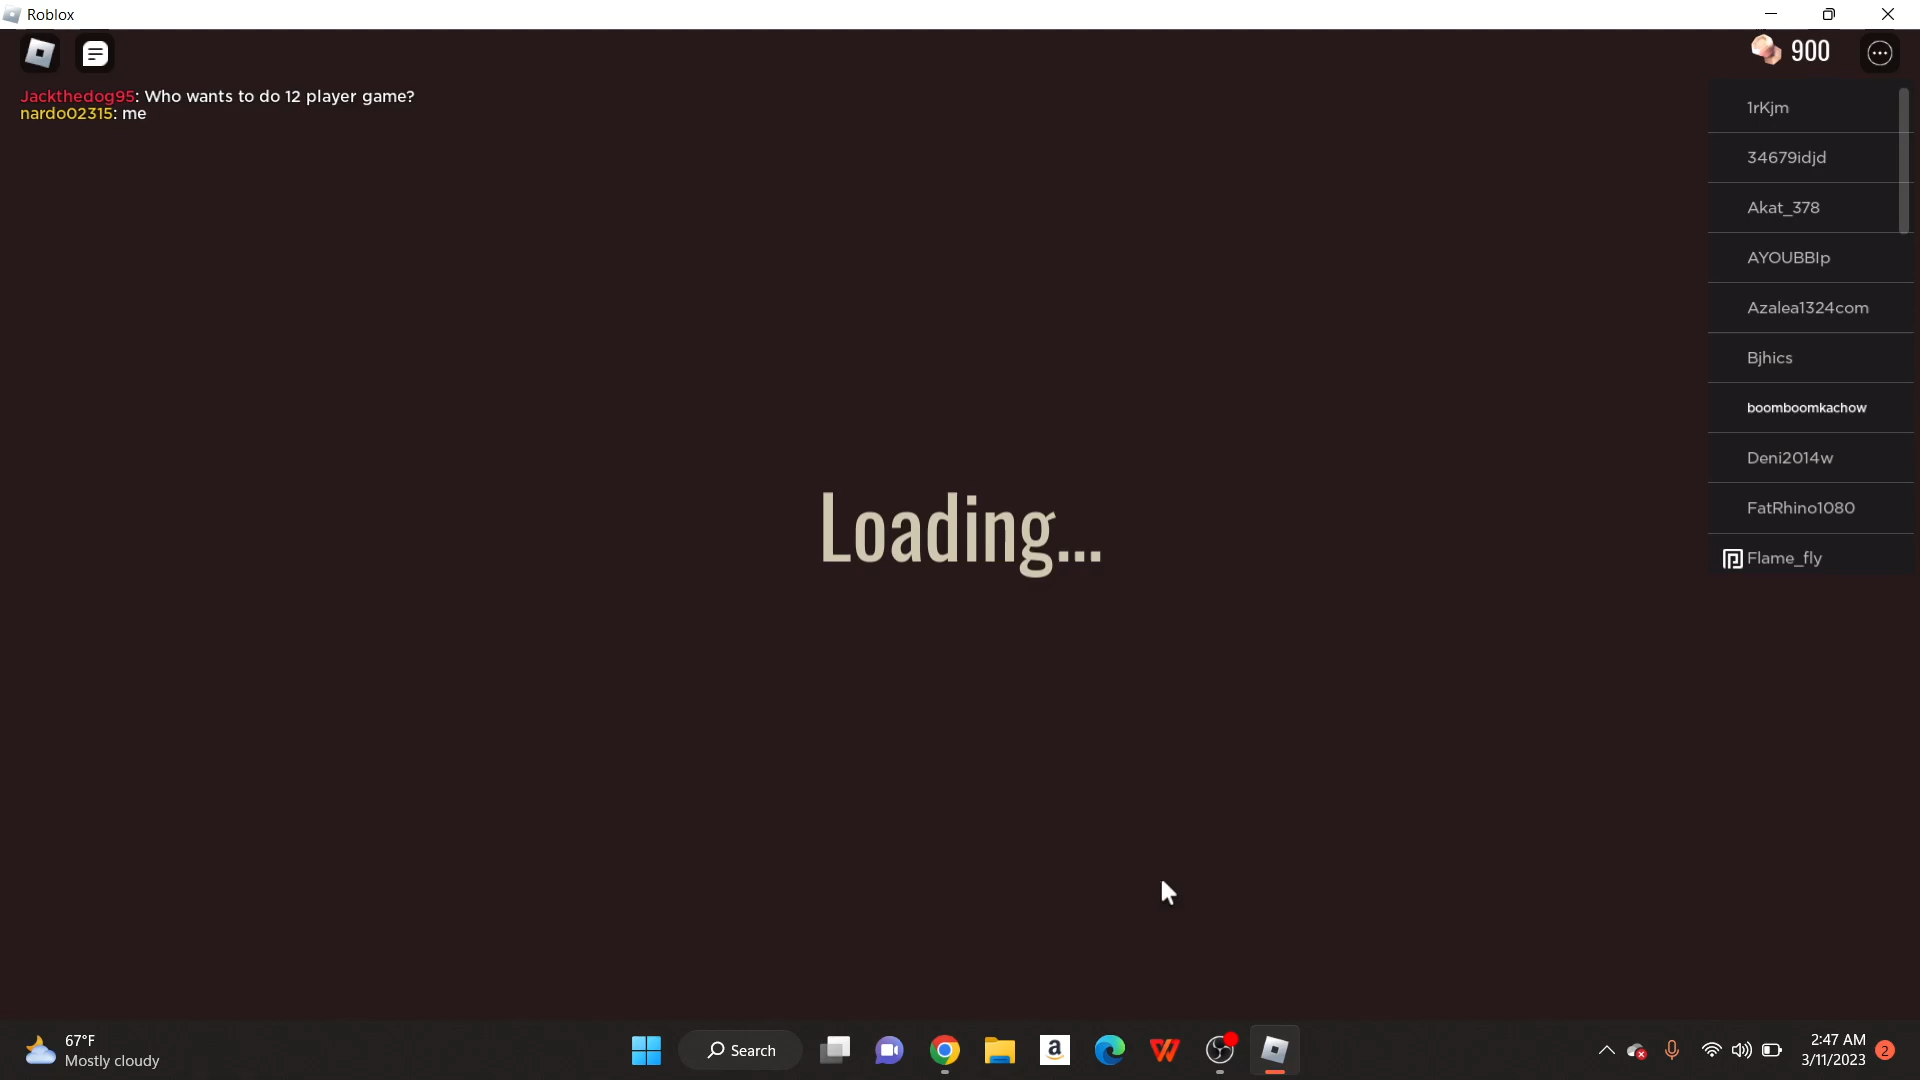 Roblox
900
Jackthedog95: Who wants to do 12 player game?
nardo02315: me
1rKjm
34679idjd
Akat_378
AYOUBBIp
Azalea1324com
Bjhics
boomboomkachow
Deni2014w
FatRhino1080
Flame_fly
Loading...
67°F
Mostly cloudy
Search
2:47 AM
3/11/2023
2